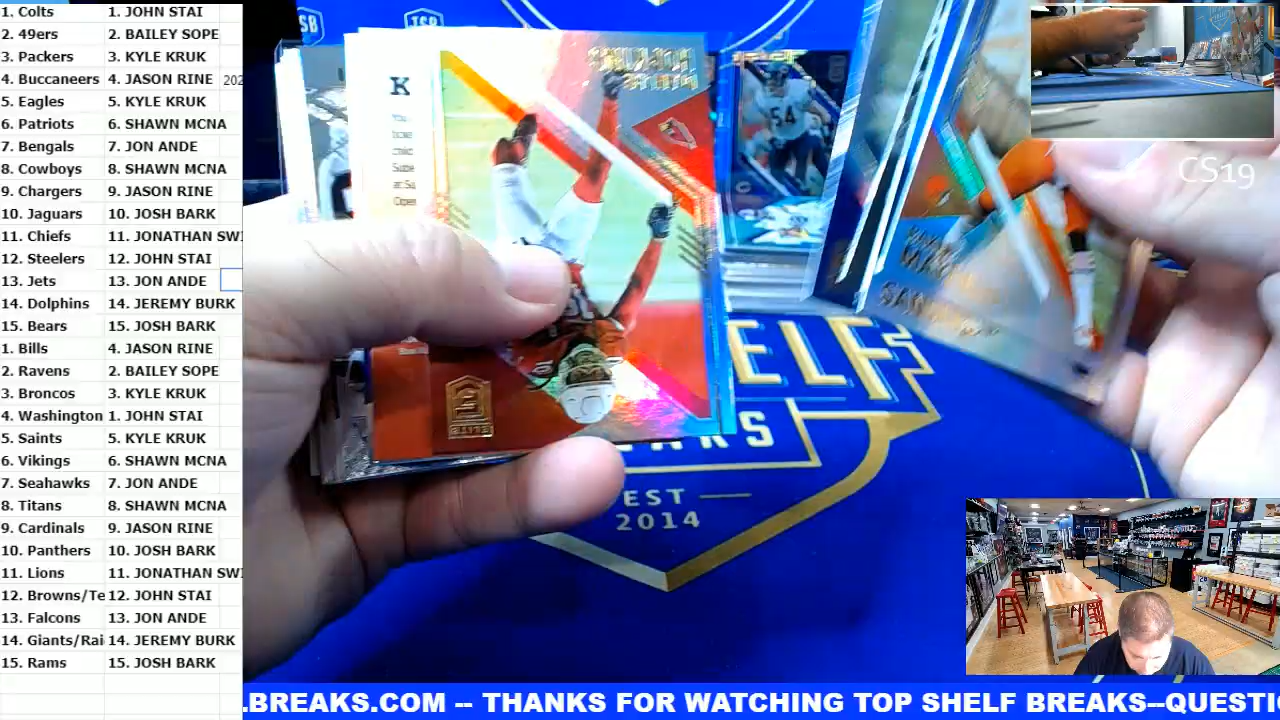 1. Colts 1. JOHN STAI
2. 49ers 2. BAILEY SOPE
3. Packers 3. KYLE KRUK
4. Buccaneers 4. JASON RINE 202
5. Eagles 5. KYLE KRUK
6. Patriots 6. SHAWN MCNA
7. Bengals 7. JON ANDE
8. Cowboys 8. SHAWN MCNA
9. Chargers 9. JASON RINE
10. Jaguars 10. JOSH BARK
11. Chiefs 11. JONATHAN SWI
12. Steelers 12. JOHN STAI
13. Jets 13. JON ANDE
14. Dolphins 14. JEREMY BURK
15. Bears 15. JOSH BARK
1. Bills 4. JASON RINE
2. Ravens 2. BAILEY SOPE
3. Broncos 3. KYLE KRUK
4. Washington 1. JOHN STAI
5. Saints 5. KYLE KRUK
6. Vikings 6. SHAWN MCNA
7. Seahawks 7. JON ANDE
8. Titans 8. SHAWN MCNA
9. Cardinals 9. JASON RINE
10. Panthers 10. JOSH BARK
11. Lions 11. JONATHAN SWI
12. Browns/Te 12. JOHN STAI
13. Falcons 13. JON ANDE
14. Giants/Rai 14. JEREMY BURK
15. Rams 15. JOSH BARK
TSB
K
54
CS19
ELF
KS
EST
2014
.BREAKS.COM -- THANKS FOR WATCHING TOP SHELF BREAKS--QUESTI